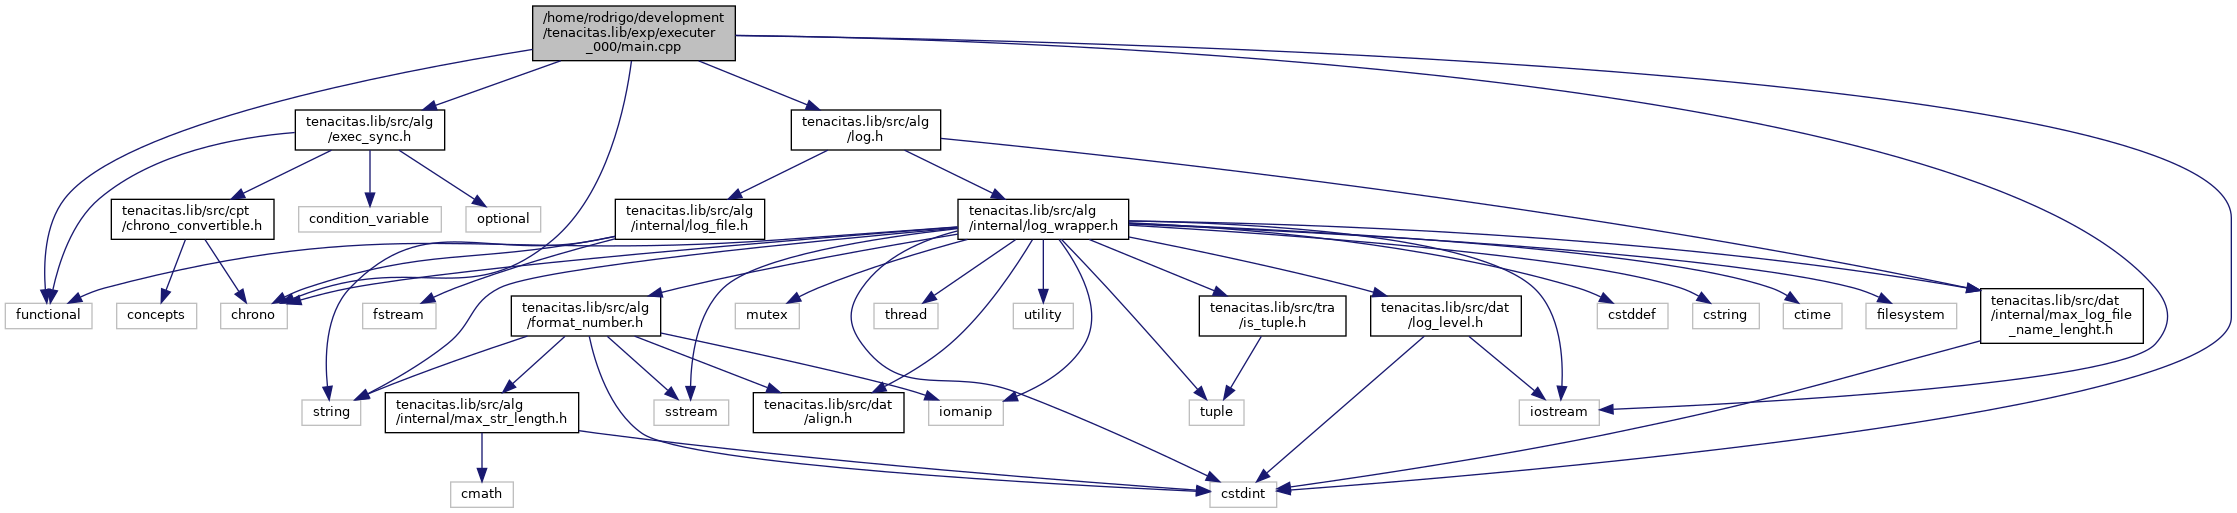 /home/rodrigo/development
/tenacitas.lib/exp/executer
_000/main.cpp
tenacitas.lib/src/alg
/exec_sync.h
tenacitas.lib/src/alg
/log.h
tenacitas.lib/src/cpt
/chrono_convertible.h
condition_variable
optional
tenacitas.lib/src/alg
/internal/log_file.h
tenacitas.lib/src/alg
/internal/log_wrapper.h
functional
concepts
chrono
fstream
tenacitas.lib/src/alg
/format_number.h
mutex
thread
utility
tenacitas.lib/src/tra
/is_tuple.h
tenacitas.lib/src/dat
/log_level.h
cstddef
cstring
ctime
filesystem
tenacitas.lib/src/dat
/internal/max_log_file
_name_lenght.h
string
tenacitas.lib/src/alg
/internal/max_str_length.h
sstream
tenacitas.lib/src/dat
/align.h
iomanip
tuple
iostream
cmath
cstdint